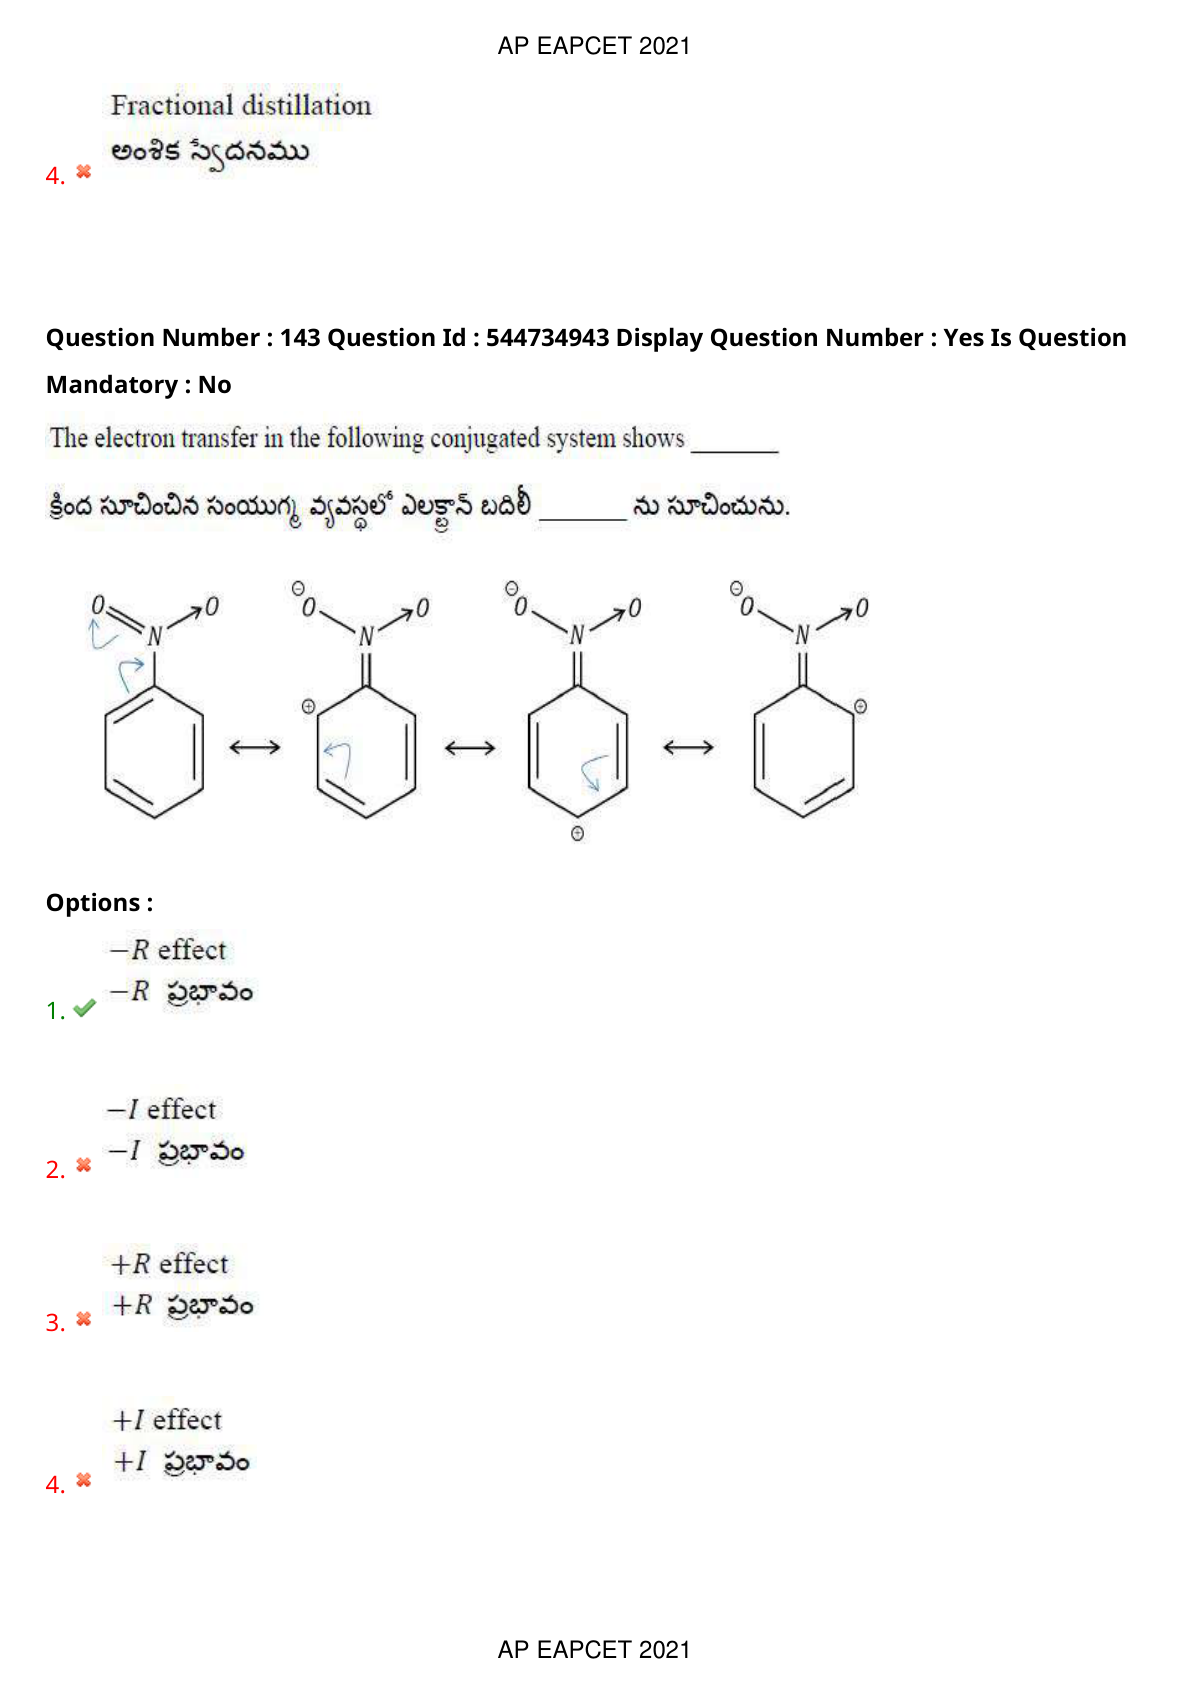 AP EAPCET 2021
Fractional distillation
అంశిక స్వేదనము
4.
Question Number : 143 Question Id : 544734943 Display Question Number : Yes Is Question
Mandatory : No
The electron transfer in the following conjugated system shows _______
క్రింద సూచించిన సంయుగ్మ వ్యవస్థలో ఎలక్ట్రాన్ బదిలీ _______ ను సూచించును.
⊖ ⊖ ⊖
O O O O O O O O
N N N N
⊕ ⊕
↔ ↔ ↔
⊕
Options :
−R effect
−R ప్రభావం
1.
−I effect
−I ప్రభావం
2.
+R effect
+R ప్రభావం
3.
+I effect
+I ప్రభావం
4.
AP EAPCET 2021